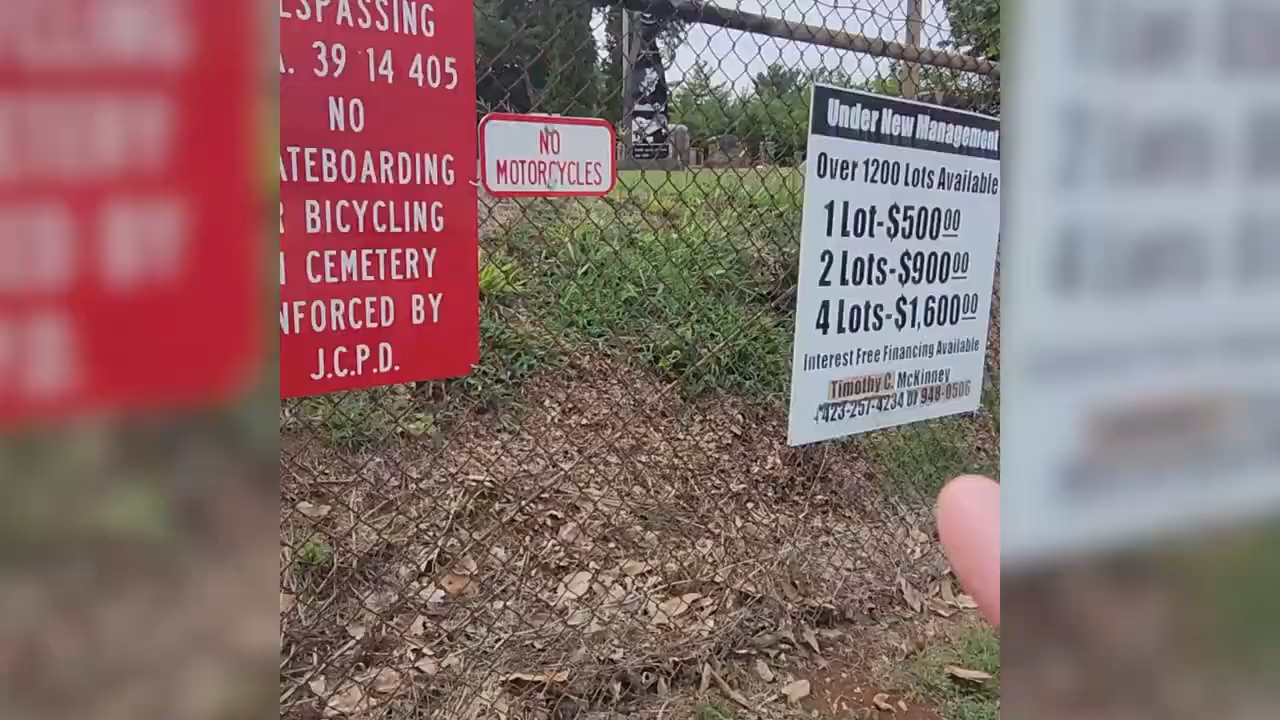 ESPASSING
. 39 14 405
NO
ATEBOARDING
BICYCLING
CEMETERY
NFORCED BY
J.C.P.D.
NO
MOTORCYCLES
Under New Management
Over 1200 Lots Available
1 Lot-$500.00
2 Lots-$900.00
4 Lots-$1,600.00
Interest Free Financing Available
Timothy C. McKinney
423-257-4234 or 948-0506